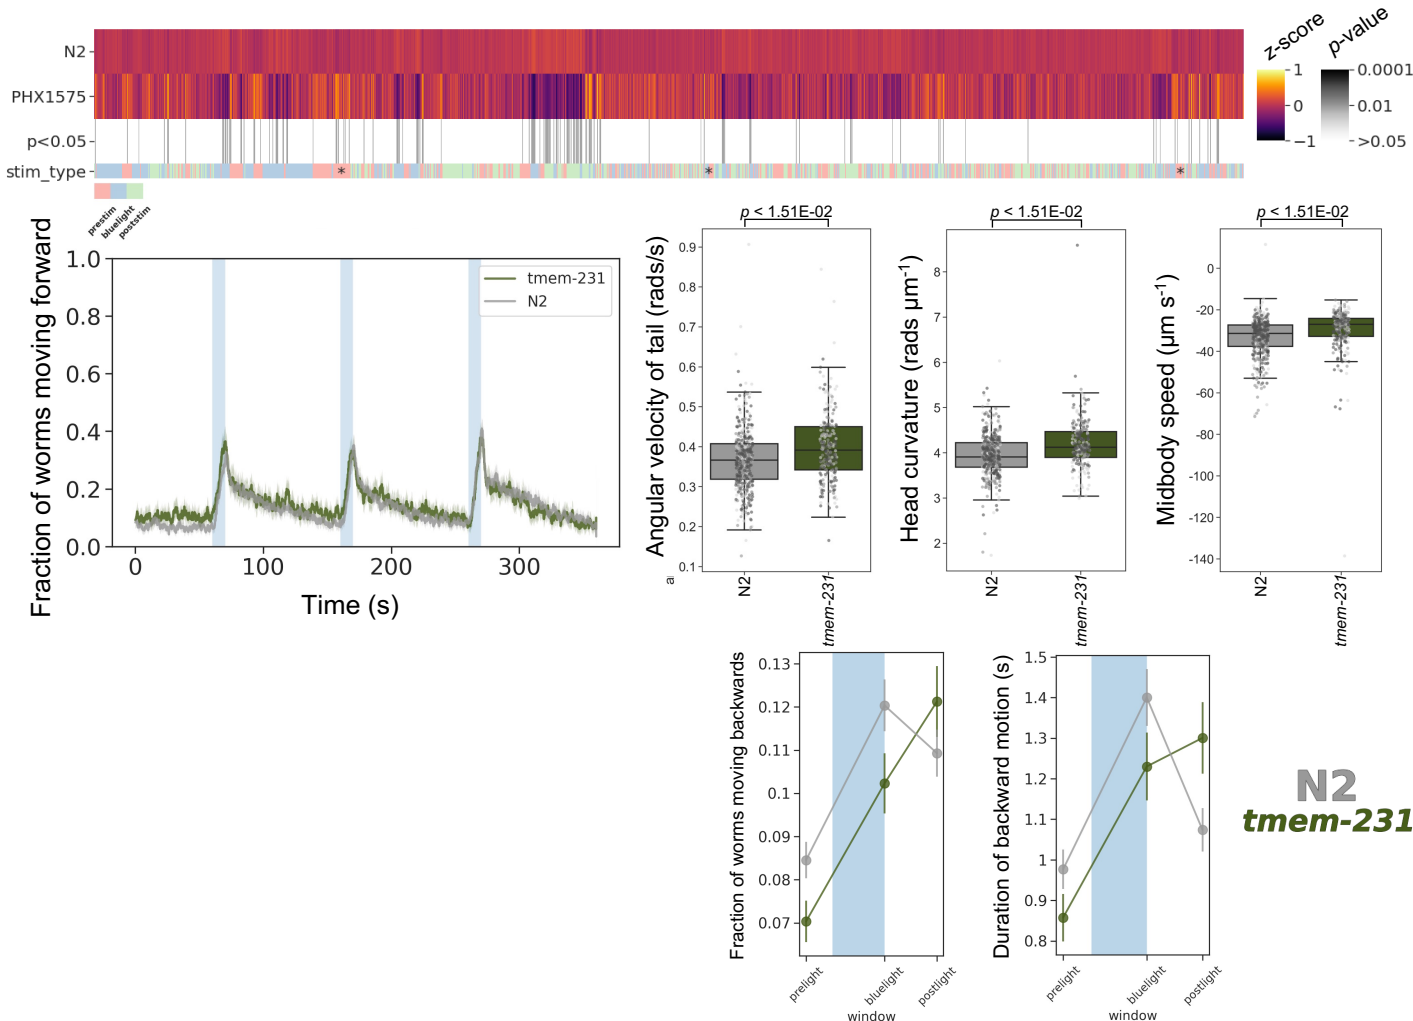 N2
PHX1575
p<0.05
stim_type
* * *
prestim
bluelight
poststim
z-score
1
0
−1
p-value
0.0001
0.01
>0.05
Fraction of worms moving forward
1.0
0.8
0.6
0.4
0.2
0.0
0 100 200 300
Time (s)
tmem-231
N2
p < 1.51E-02
Angular velocity of tail (rads/s)
0.9
0.8
0.7
0.6
0.5
0.4
0.3
0.2
0.1
a
N2
tmem-231
p < 1.51E-02
Head curvature (rads µm-1)
8
7
6
5
4
3
2
N2
tmem-231
p < 1.51E-02
Midbody speed (µm s-1)
0
-20
-40
-60
-80
-100
-120
-140
N2
tmem-231
Fraction of worms moving backwards
0.13
0.12
0.11
0.1
0.09
0.08
0.07
prelight
bluelight
postlight
window
Duration of backward motion (s)
1.5
1.4
1.3
1.2
1.1
1
0.9
0.8
prelight
bluelight
postlight
window
N2
tmem-231